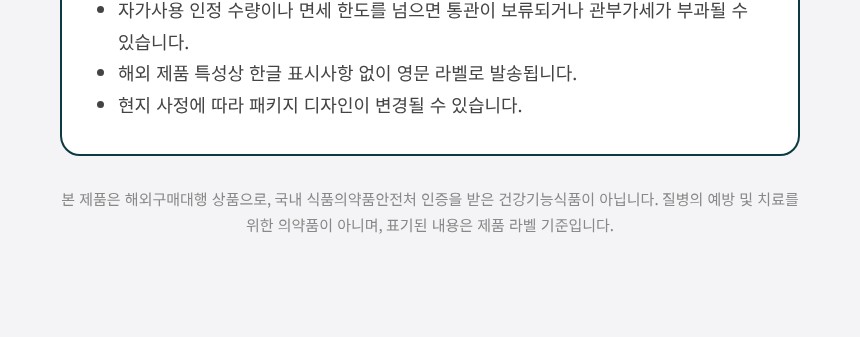 자가사용 인정 수량이나 면세 한도를 넘으면 통관이 보류되거나 관부가세가 부과될 수
있습니다.
해외 제품 특성상 한글 표시사항 없이 영문 라벨로 발송됩니다.
현지 사정에 따라 패키지 디자인이 변경될 수 있습니다.
본 제품은 해외구매대행 상품으로, 국내 식품의약품안전처 인증을 받은 건강기능식품이 아닙니다. 질병의 예방 및 치료를
위한 의약품이 아니며, 표기된 내용은 제품 라벨 기준입니다.